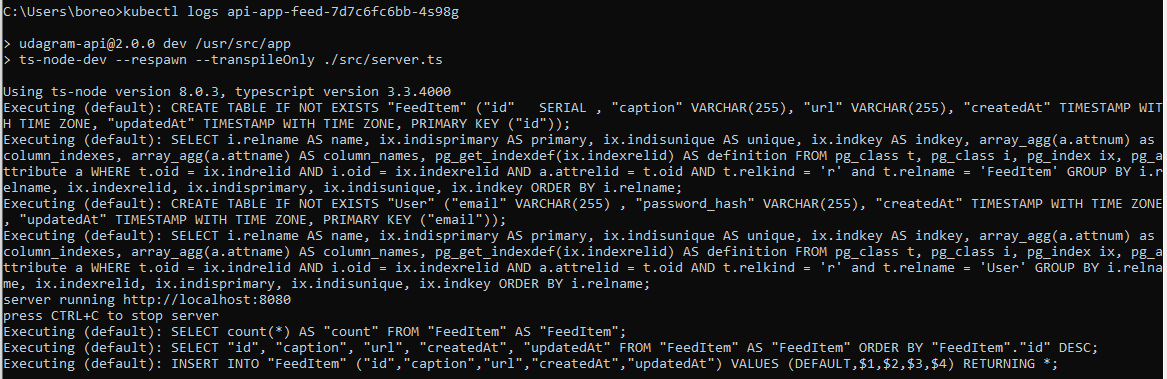 C:\Users\boreo>kubectl logs api-app-feed-7d7c6fc6bb-4s98g
> udagram-api@2.0.0 dev /usr/src/app
> ts-node-dev --respawn --transpileOnly ./src/server.ts
Using ts-node version 8.0.3, typescript version 3.3.4000
Executing (default): CREATE TABLE IF NOT EXISTS "FeedItem" ("id"   SERIAL , "caption" VARCHAR(255), "url" VARCHAR(255), "createdAt" TIMESTAMP WIT
H TIME ZONE, "updatedAt" TIMESTAMP WITH TIME ZONE, PRIMARY KEY ("id"));
Executing (default): SELECT i.relname AS name, ix.indisprimary AS primary, ix.indisunique AS unique, ix.indkey AS indkey, array_agg(a.attnum) as
column_indexes, array_agg(a.attname) AS column_names, pg_get_indexdef(ix.indexrelid) AS definition FROM pg_class t, pg_class i, pg_index ix, pg_a
ttribute a WHERE t.oid = ix.indrelid AND i.oid = ix.indexrelid AND a.attrelid = t.oid AND t.relkind = 'r' and t.relname = 'FeedItem' GROUP BY i.r
elname, ix.indexrelid, ix.indisprimary, ix.indisunique, ix.indkey ORDER BY i.relname;
Executing (default): CREATE TABLE IF NOT EXISTS "User" ("email" VARCHAR(255) , "password_hash" VARCHAR(255), "createdAt" TIMESTAMP WITH TIME ZONE
, "updatedAt" TIMESTAMP WITH TIME ZONE, PRIMARY KEY ("email"));
Executing (default): SELECT i.relname AS name, ix.indisprimary AS primary, ix.indisunique AS unique, ix.indkey AS indkey, array_agg(a.attnum) as
column_indexes, array_agg(a.attname) AS column_names, pg_get_indexdef(ix.indexrelid) AS definition FROM pg_class t, pg_class i, pg_index ix, pg_a
ttribute a WHERE t.oid = ix.indrelid AND i.oid = ix.indexrelid AND a.attrelid = t.oid AND t.relkind = 'r' and t.relname = 'User' GROUP BY i.relna
me, ix.indexrelid, ix.indisprimary, ix.indisunique, ix.indkey ORDER BY i.relname;
server running http://localhost:8080
press CTRL+C to stop server
Executing (default): SELECT count(*) AS "count" FROM "FeedItem" AS "FeedItem";
Executing (default): SELECT "id", "caption", "url", "createdAt", "updatedAt" FROM "FeedItem" AS "FeedItem" ORDER BY "FeedItem"."id" DESC;
Executing (default): INSERT INTO "FeedItem" ("id","caption","url","createdAt","updatedAt") VALUES (DEFAULT,$1,$2,$3,$4) RETURNING *;